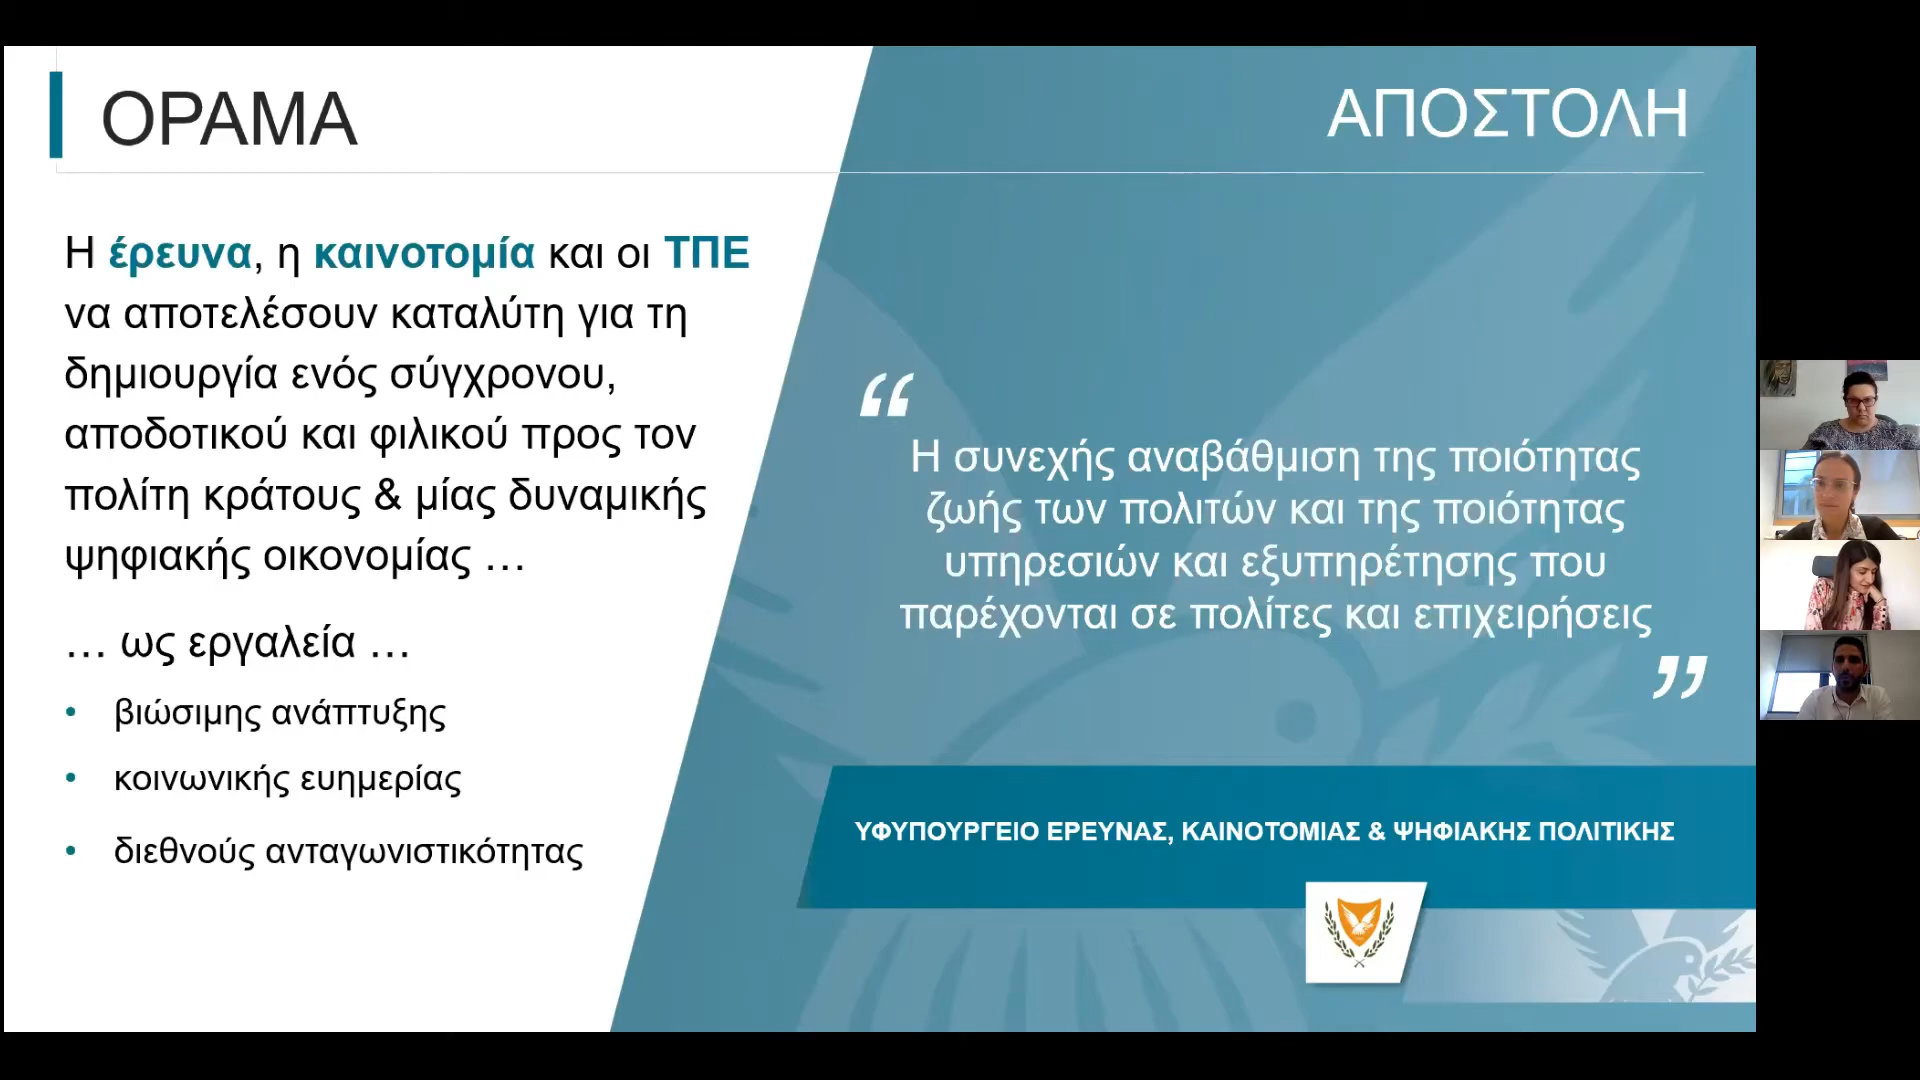 ΟΡΑΜΑ
Η έρευνα, η καινοτομία και οι ΤΠΕ
να αποτελέσουν καταλύτη για τη
δημιουργία ενός σύγχρονου,
αποδοτικού και φιλικού προς τον
πολίτη κράτους & μίας δυναμικής
ψηφιακής οικονομίας ...
... ως εργαλεία ...
• βιώσιμης ανάπτυξης
• κοινωνικής ευημερίας
• διεθνούς ανταγωνιστικότητας
ΑΠΟΣΤΟΛΗ
“
Η συνεχής αναβάθμιση της ποιότητας
ζωής των πολιτών και της ποιότητας
υπηρεσιών και εξυπηρέτησης που
παρέχονται σε πολίτες και επιχειρήσεις
”
ΥΦΥΠΟΥΡΓΕΙΟ ΕΡΕΥΝΑΣ, ΚΑΙΝΟΤΟΜΙΑΣ & ΨΗΦΙΑΚΗΣ ΠΟΛΙΤΙΚΗΣ